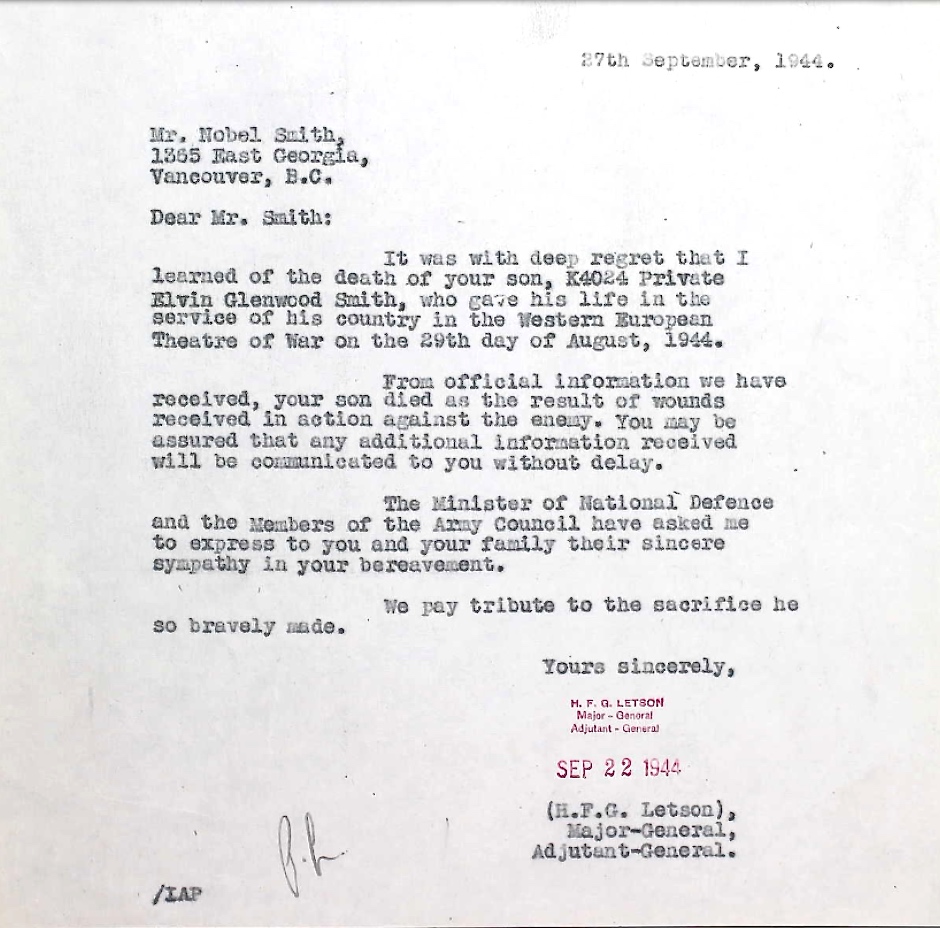 27th September, 1944.
Mr. Nobel Smith,
1365 East Georgia,
Vancouver, B.C.
Dear Mr. Smith:
It was with deep regret that I
learned of the death of your son, K4024 Private
Elvin Glenwood Smith, who gave his life in the
service of his country in the Western European
Theatre of War on the 29th day of August, 1944.
From official information we have
received, your son died as the result of wounds
received in action against the enemy. You may be
assured that any additional information received
will be communicated to you without delay.
The Minister of National Defence
and the Members of the Army Council have asked me
to express to you and your family their sincere
sympathy in your bereavement.
We pay tribute to the sacrifice he
so bravely made.
Yours sincerely,
H. F. G. LETSON
Major - General
Adjutant - General
SEP 22 1944
(H.F.G. Letson),
Major-General,
Adjutant-General.
/IAP